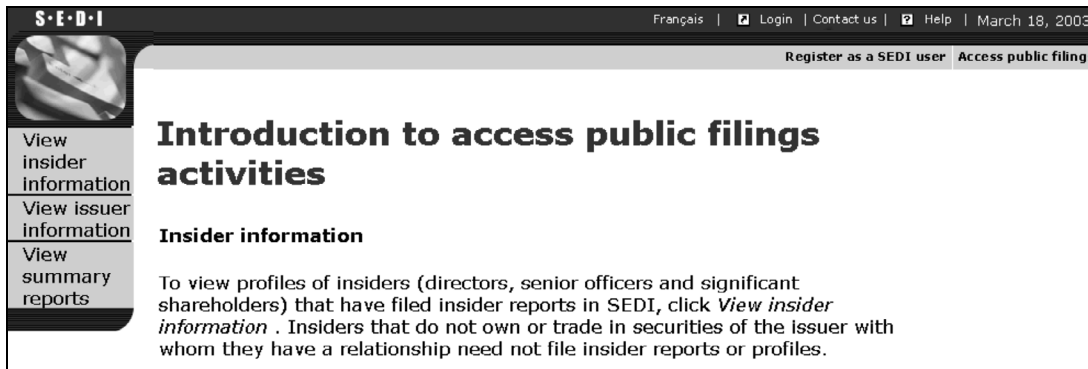 S•E•D•I
Français | Login | Contact us | Help | March 18, 2003
Register as a SEDI user Access public filing
View
insider
information
View issuer
information
View
summary
reports
Introduction to access public filings
activities
Insider information
To view profiles of insiders (directors, senior officers and significant
shareholders) that have filed insider reports in SEDI, click View insider
information . Insiders that do not own or trade in securities of the issuer with
whom they have a relationship need not file insider reports or profiles.